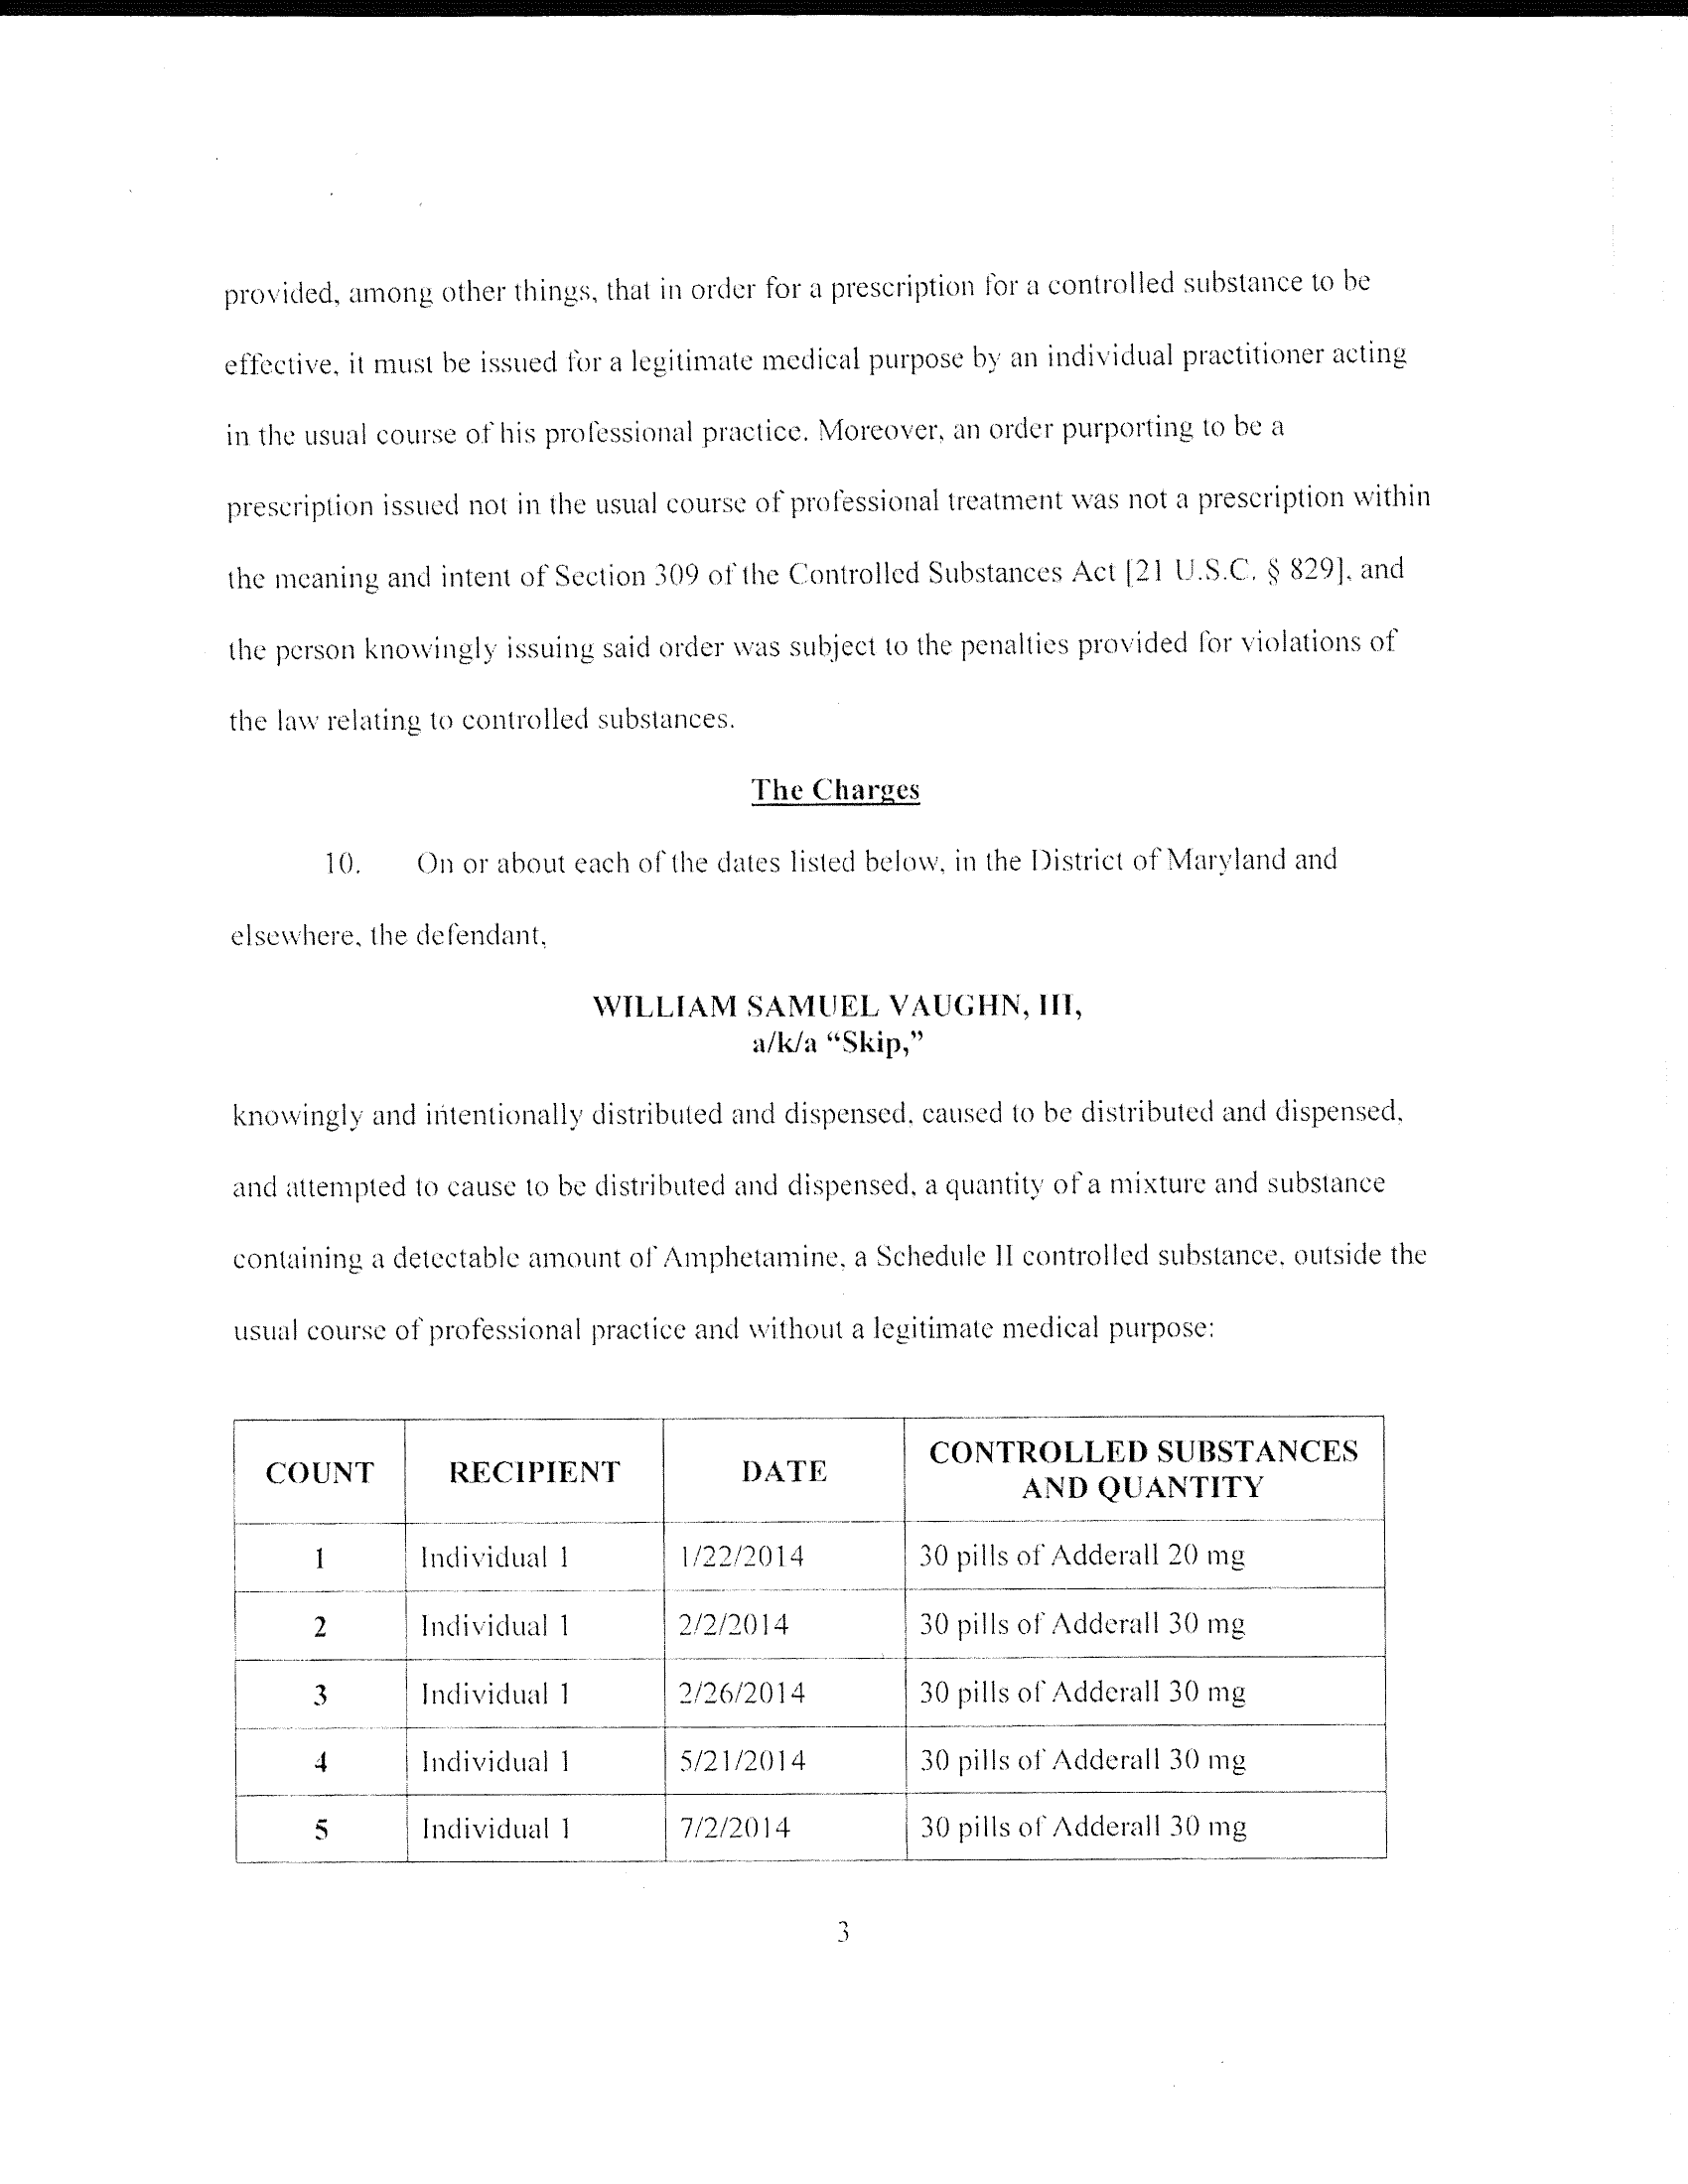 provided, among other things, that in order for a prescription for a controlled substance to be
effective, it must be issued for a legitimate medical purpose by an individual practitioner acting
in the usual course of his professional practice. Moreover, an order purporting to be a
prescription issued not in the usual course of professional treatment was not a prescription within
the meaning and intent of Section 309 of the Controlled Substances Act [21 U.S.C. § 829], and
the person knowingly issuing said order was subject to the penalties provided for violations of
the law relating to controlled substances.
The Charges
10. On or about each of the dates listed below, in the District of Maryland and
elsewhere, the defendant,
WILLIAM SAMUEL VAUGHN, III,
a/k/a “Skip,”
knowingly and intentionally distributed and dispensed, caused to be distributed and dispensed,
and attempted to cause to be distributed and dispensed, a quantity of a mixture and substance
containing a detectable amount of Amphetamine, a Schedule II controlled substance, outside the
usual course of professional practice and without a legitimate medical purpose:
COUNT RECIPIENT DATE CONTROLLED SUBSTANCES
AND QUANTITY
1 Individual 1 1/22/2014 30 pills of Adderall 20 mg
2 Individual 1 2/2/2014 30 pills of Adderall 30 mg
3 Individual 1 2/26/2014 30 pills of Adderall 30 mg
4 Individual 1 5/21/2014 30 pills of Adderall 30 mg
5 Individual 1 7/2/2014 30 pills of Adderall 30 mg
3